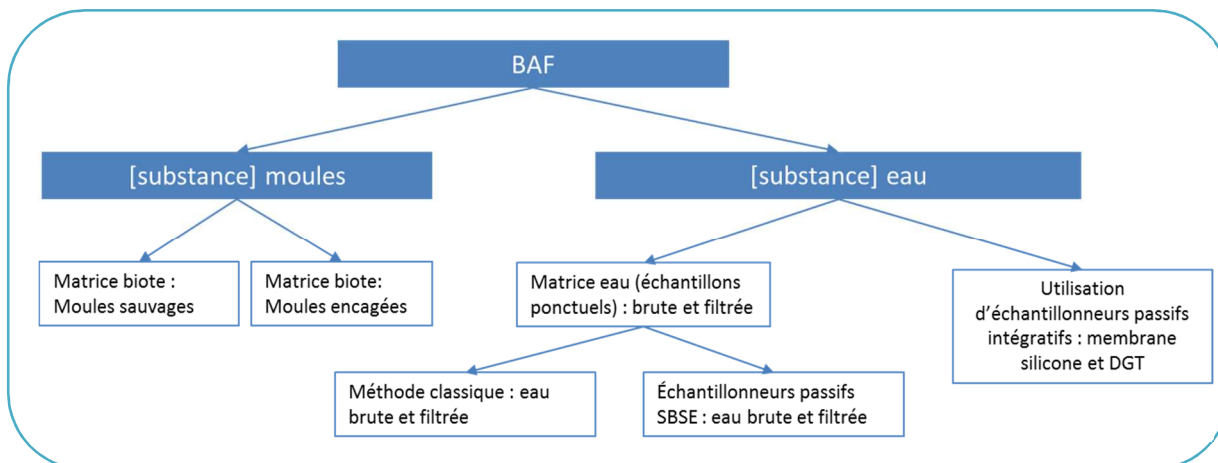 BAF
[substance] moules
[substance] eau
Matrice biote :
Moules sauvages
Matrice biote:
Moules encagées
Matrice eau (échantillons
ponctuels) : brute et filtrée
Utilisation
d'échantillonneurs passifs
intégratifs : membrane
silicone et DGT
Méthode classique : eau
brute et filtrée
Échantillonneurs passifs
SBSE : eau brute et filtrée